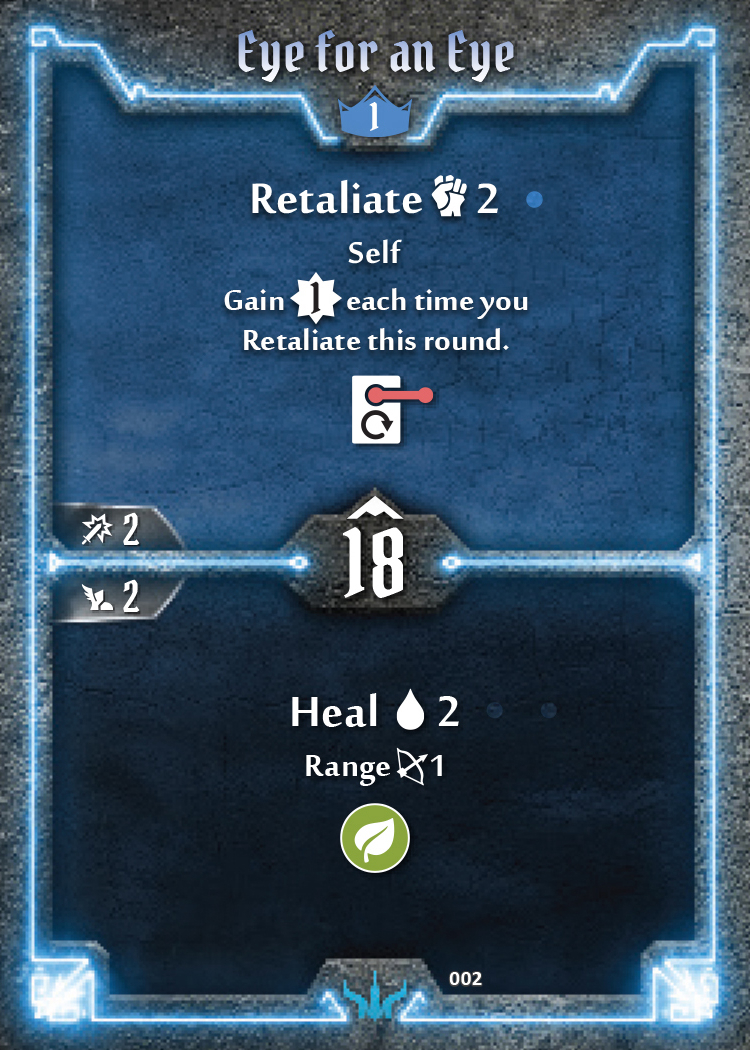 Eye for an Eye
1
Retaliate 2
Self
Gain 1 each time you
Retaliate this round.
2
18
2
Heal 2
Range 1
002